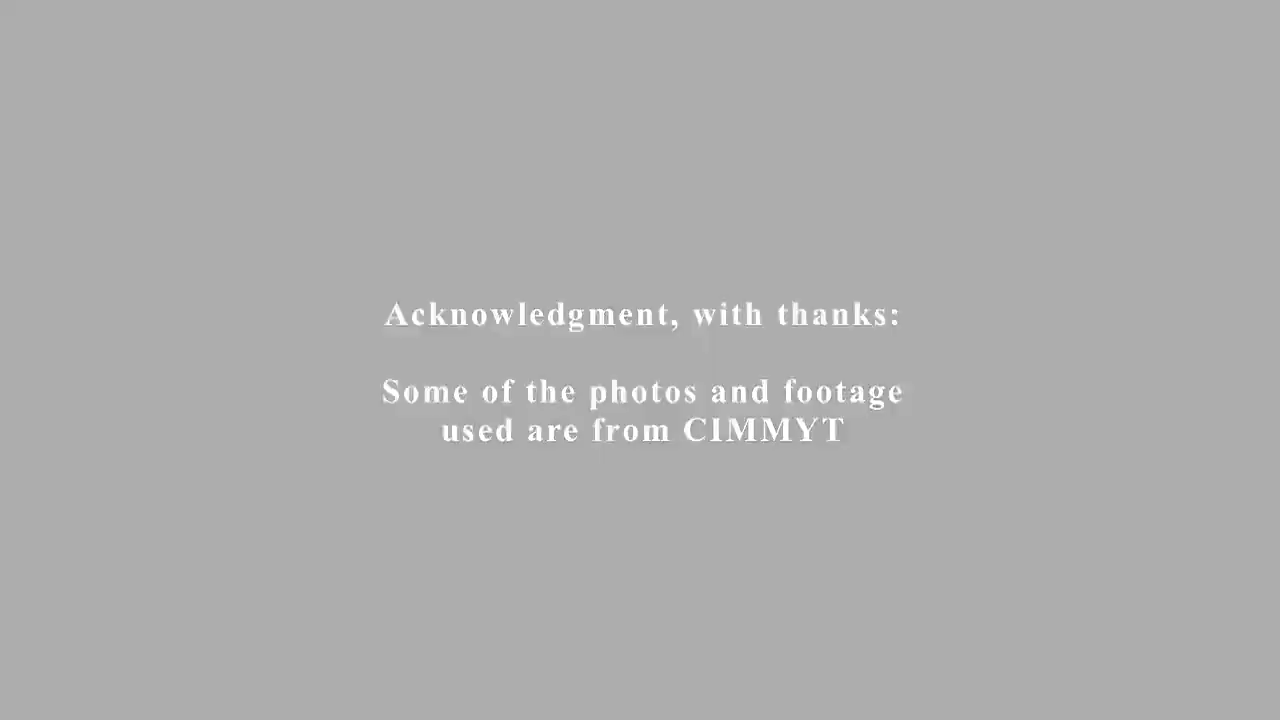 Acknowledgment, with thanks:
Some of the photos and footage
used are from CIMMYT